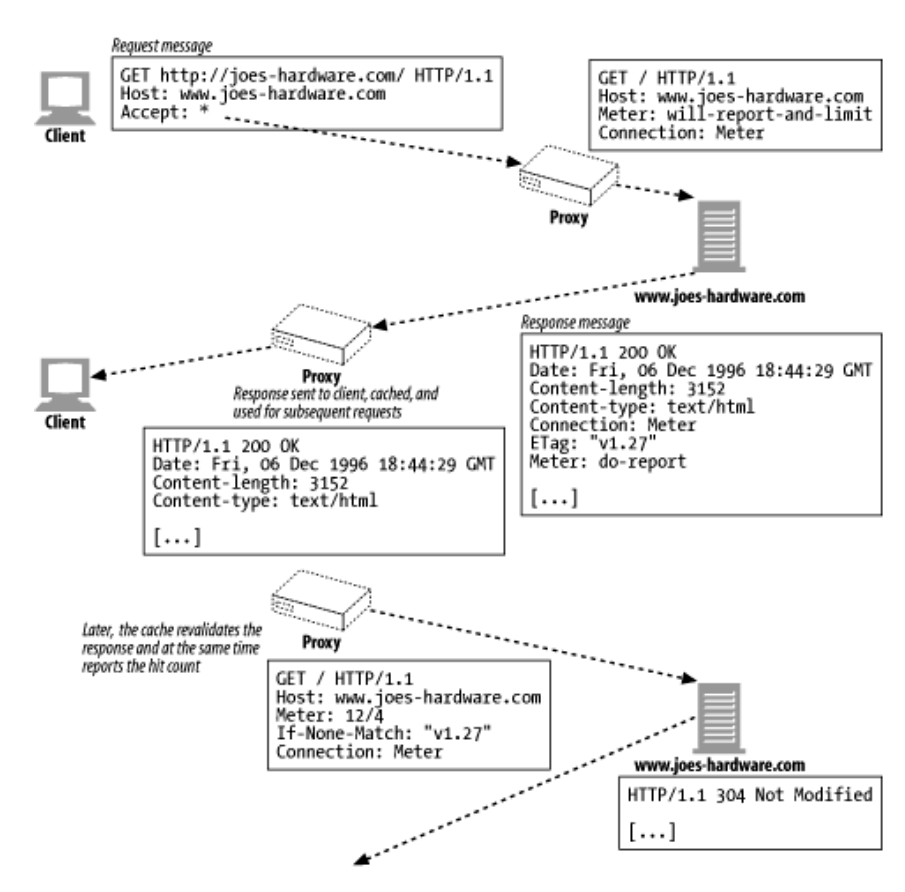 Request message
GET http://joes-hardware.com/ HTTP/1.1
Host: www.joes-hardware.com
Accept: *
Client
GET / HTTP/1.1
Host: www.joes-hardware.com
Meter: will-report-and-limit
Connection: Meter
Proxy
www.joes-hardware.com
Response message
HTTP/1.1 200 OK
Date: Fri, 06 Dec 1996 18:44:29 GMT
Content-length: 3152
Content-type: text/html
Connection: Meter
ETag: "v1.27"
Meter: do-report
[...]
Proxy
Response sent to client, cached, and
used for subsequent requests
Client
HTTP/1.1 200 OK
Date: Fri, 06 Dec 1996 18:44:29 GMT
Content-length: 3152
Content-type: text/html
[...]
Later, the cache revalidates the
response and at the same time
reports the hit count
Proxy
GET / HTTP/1.1
Host: www.joes-hardware.com
Meter: 12/4
If-None-Match: "v1.27"
Connection: Meter
www.joes-hardware.com
HTTP/1.1 304 Not Modified
[...]